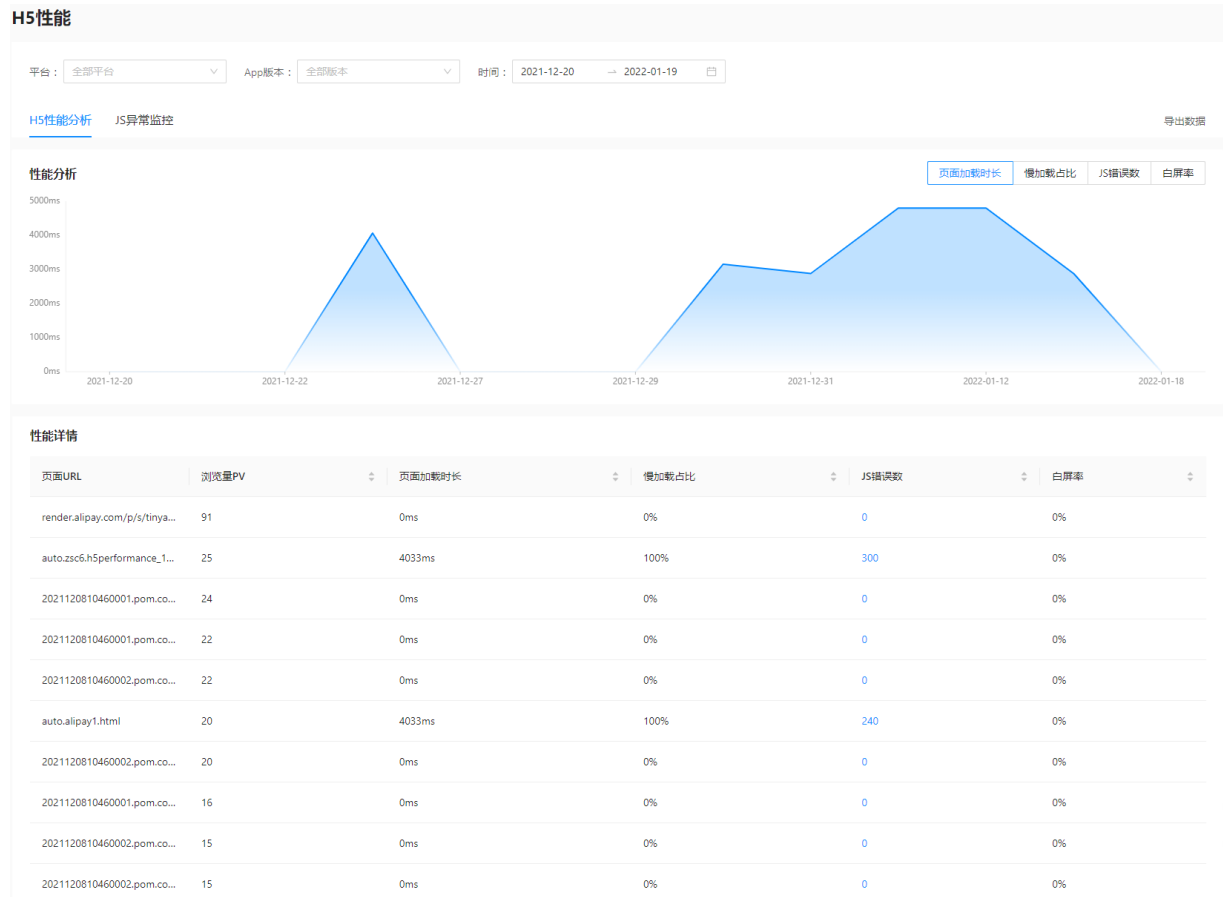 H5性能
平台： 全部平台 App版本： 全部版本 时间： 2021-12-20 → 2022-01-19
H5性能分析 JS异常监控 导出数据
性能分析 页面加载时长 慢加载占比 JS错误数 白屏率
5000ms
4000ms
3000ms
2000ms
1000ms
0ms
2021-12-20 2021-12-22 2021-12-27 2021-12-29 2021-12-31 2022-01-12 2022-01-18
性能详情
页面URL 浏览量PV 页面加载时长 慢加载占比 JS错误数 白屏率
render.alipay.com/p/s/tinya... 91 0ms 0% 0 0%
auto.zsc6.h5performance_1... 25 4033ms 100% 300 0%
2021120810460001.pom.co... 24 0ms 0% 0 0%
2021120810460001.pom.co... 22 0ms 0% 0 0%
2021120810460002.pom.co... 22 0ms 0% 0 0%
auto.alipay1.html 20 4033ms 100% 240 0%
2021120810460002.pom.co... 20 0ms 0% 0 0%
2021120810460001.pom.co... 16 0ms 0% 0 0%
2021120810460002.pom.co... 15 0ms 0% 0 0%
2021120810460002.pom.co... 15 0ms 0% 0 0%